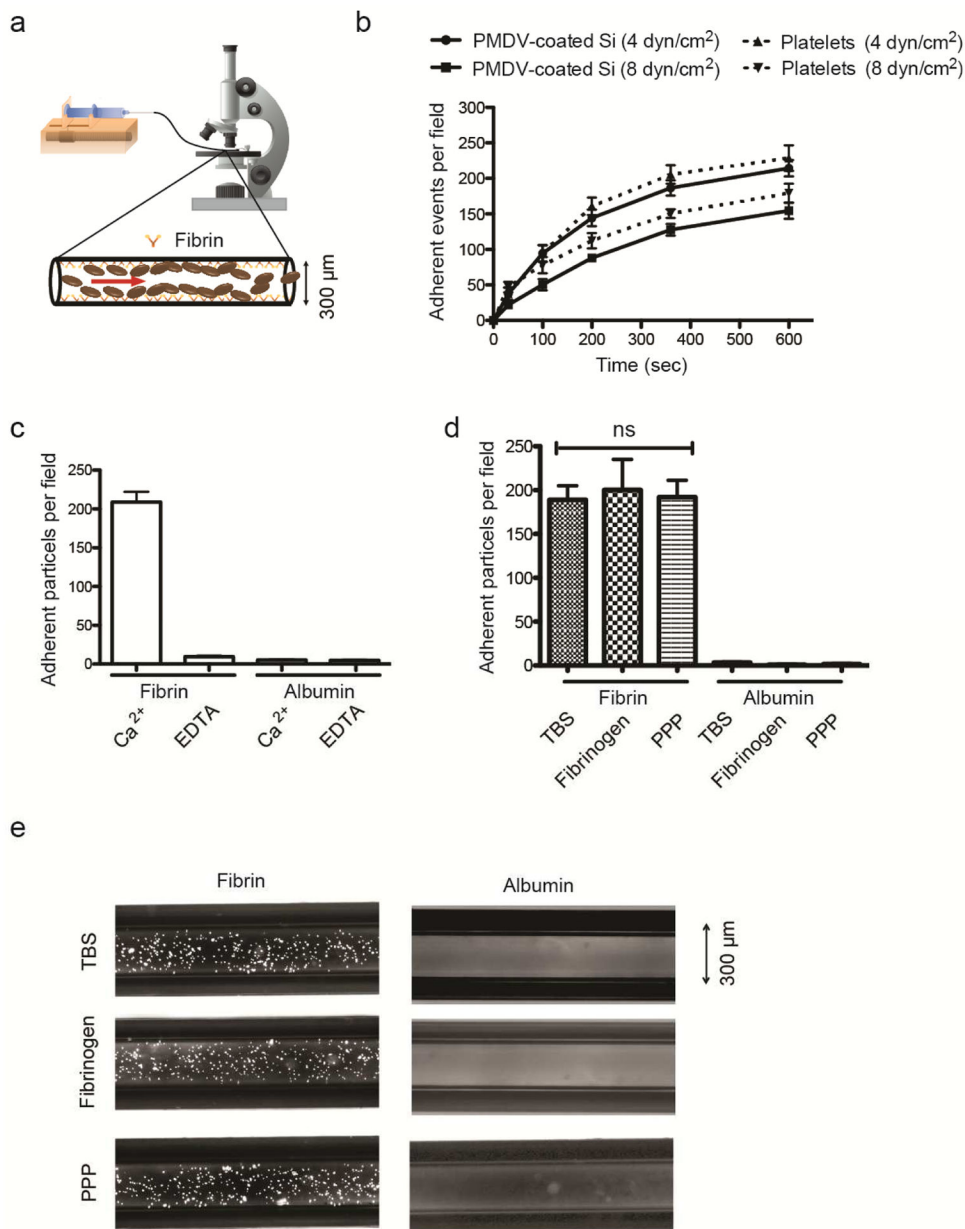 a
Fibrin
300 µm
b
PMDV-coated Si (4 dyn/cm²)
Platelets (4 dyn/cm²)
PMDV-coated Si (8 dyn/cm²)
Platelets (8 dyn/cm²)
Adherent events per field
300
250
200
150
100
50
0
0 100 200 300 400 500 600
Time (sec)
c
Adherent particels per field
250
200
150
100
50
0
Fibrin
Albumin
Ca ²⁺
EDTA
Ca ²⁺
EDTA
d
ns
Adherent particles per field
250
200
150
100
50
0
Fibrin
Albumin
TBS
Fibrinogen
PPP
TBS
Fibrinogen
PPP
e
Fibrin
Albumin
TBS
300 µm
Fibrinogen
PPP